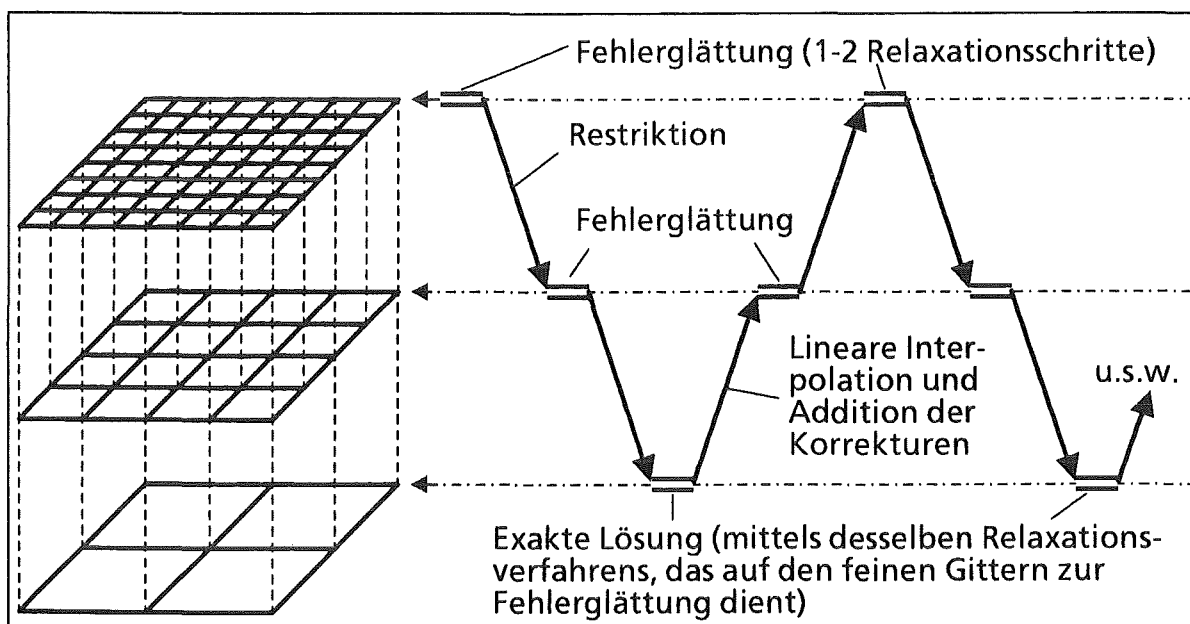 Fehlerglättung (1-2 Relaxationsschritte)
Restriktion
Fehlerglättung
Lineare Inter-
polation und
Addition der
Korrekturen
u.s.w.
Exakte Lösung (mittels desselben Relaxations-
verfahrens, das auf den feinen Gittern zur
Fehlerglättung dient)